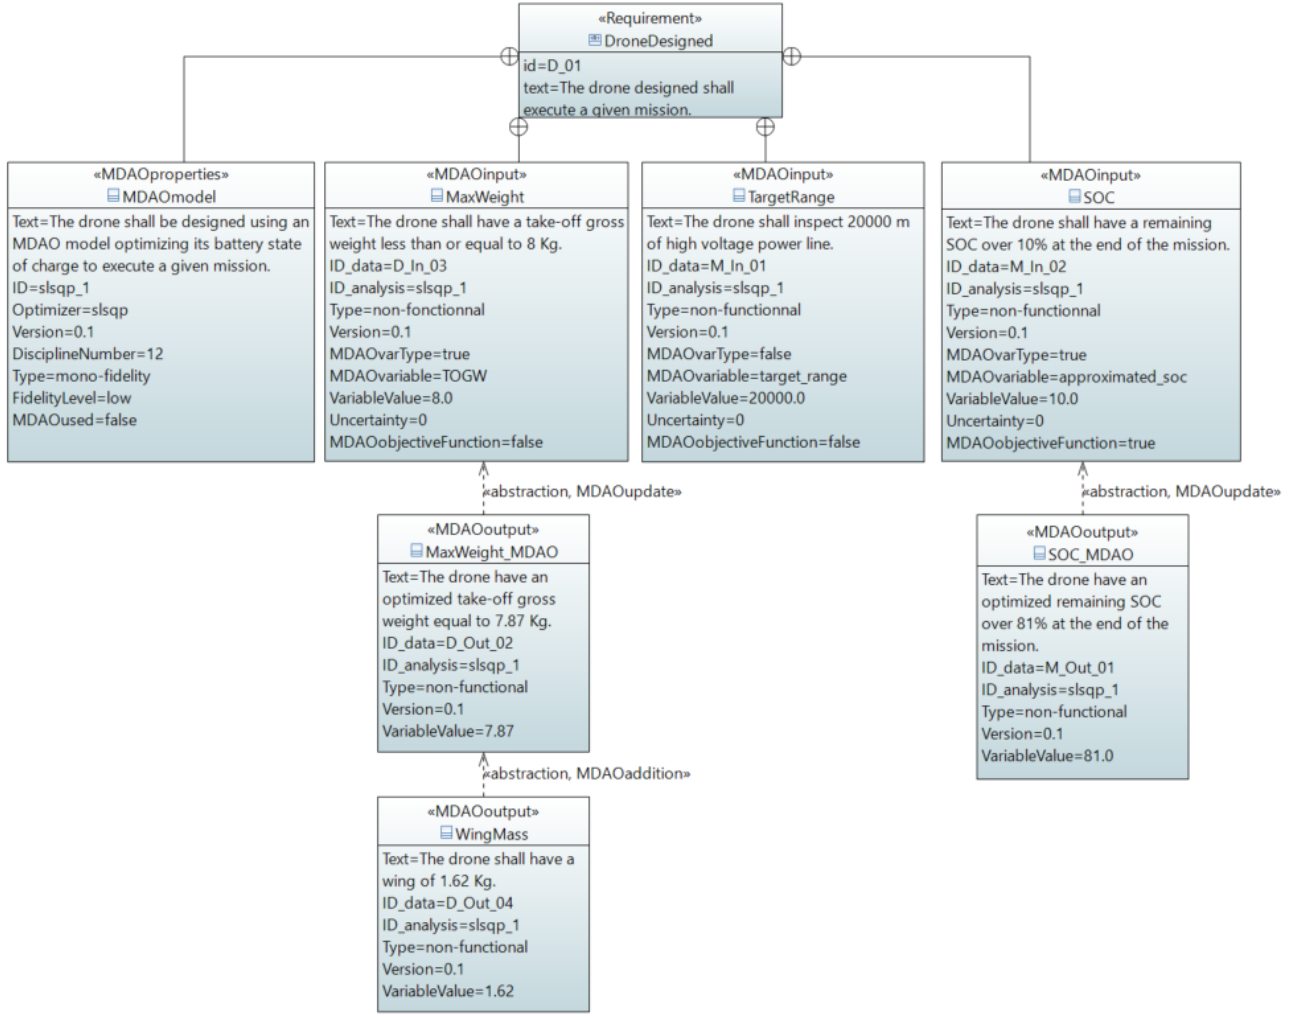 «Requirement»
DroneDesigned
id=D_01
text=The drone designed shall
execute a given mission.
«MDAOproperties»
MDAOmodel
Text=The drone shall be designed using an
MDAO model optimizing its battery state
of charge to execute a given mission.
ID=slsqp_1
Optimizer=slsqp
Version=0.1
DisciplineNumber=12
Type=mono-fidelity
FidelityLevel=low
MDAOused=false
«MDAOinput»
MaxWeight
Text=The drone shall have a take-off gross
weight less than or equal to 8 Kg.
ID_data=D_In_03
ID_analysis=slsqp_1
Type=non-fonctionnal
Version=0.1
MDAOvarType=true
MDAOvariable=TOGW
VariableValue=8.0
Uncertainty=0
MDAOobjectiveFunction=false
«MDAOinput»
TargetRange
Text=The drone shall inspect 20000 m
of high voltage power line.
ID_data=M_In_01
ID_analysis=slsqp_1
Type=non-functionnal
Version=0.1
MDAOvarType=false
MDAOvariable=target_range
VariableValue=20000.0
Uncertainty=0
MDAOobjectiveFunction=false
«MDAOinput»
SOC
Text=The drone shall have a remaining
SOC over 10% at the end of the mission.
ID_data=M_In_02
ID_analysis=slsqp_1
Type=non-functionnal
Version=0.1
MDAOvarType=true
MDAOvariable=approximated_soc
VariableValue=10.0
Uncertainty=0
MDAOobjectiveFunction=true
«abstraction, MDAOupdate»
«abstraction, MDAOupdate»
«MDAOoutput»
MaxWeight_MDAO
Text=The drone have an
optimized take-off gross
weight equal to 7.87 Kg.
ID_data=D_Out_02
ID_analysis=slsqp_1
Type=non-functional
Version=0.1
VariableValue=7.87
«MDAOoutput»
SOC_MDAO
Text=The drone have an
optimized remaining SOC
over 81% at the end of the
mission.
ID_data=M_Out_01
ID_analysis=slsqp_1
Type=non-functional
Version=0.1
VariableValue=81.0
«abstraction, MDAOaddition»
«MDAOoutput»
WingMass
Text=The drone shall have a
wing of 1.62 Kg.
ID_data=D_Out_04
ID_analysis=slsqp_1
Type=non-functional
Version=0.1
VariableValue=1.62